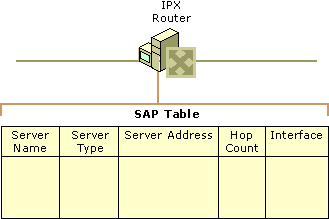 IPX
Router
SAP Table
Server Name
Server Type
Server Address
Hop Count
Interface